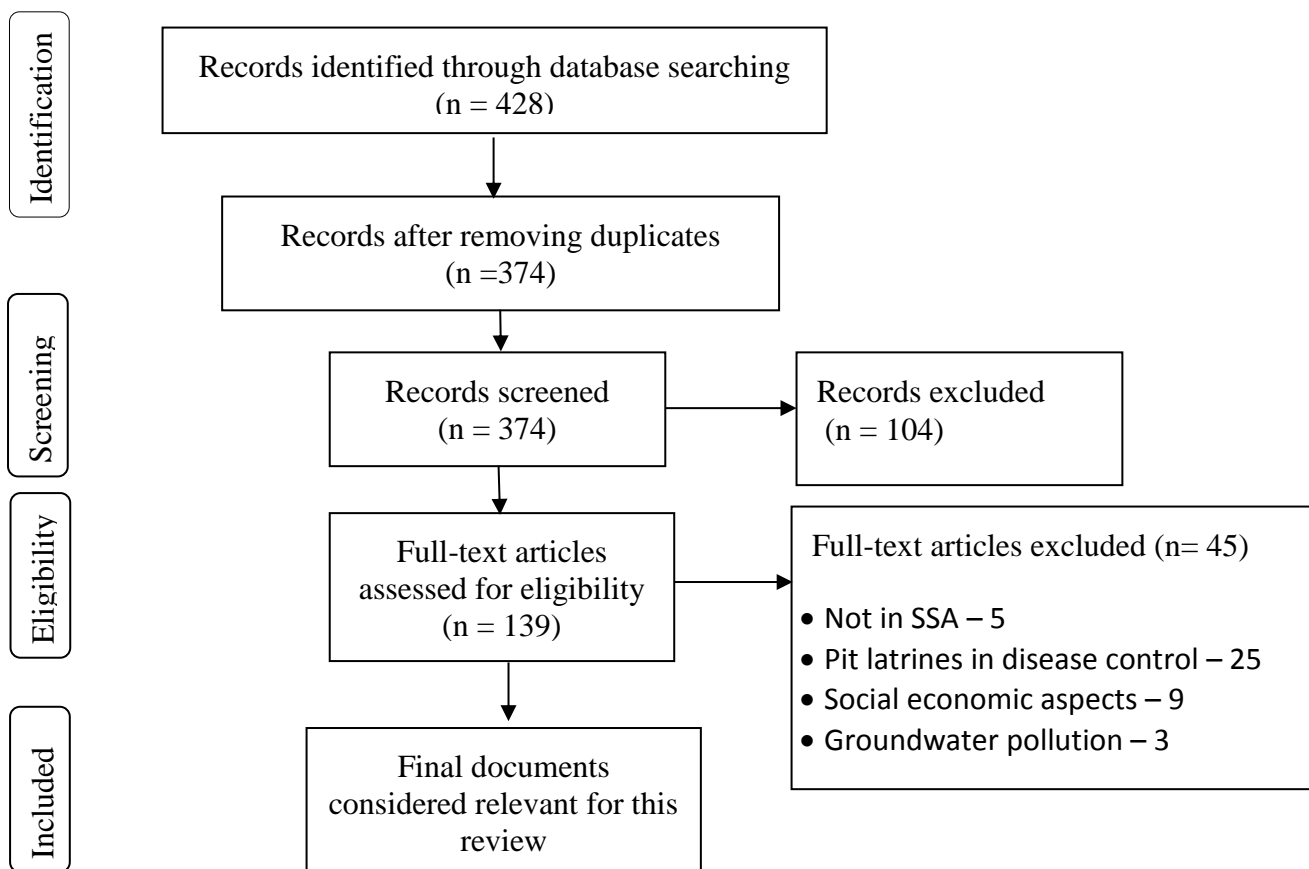 Identification
Records identified through database searching
(n = 428)
Records after removing duplicates
(n =374)
Screening
Records screened
(n = 374)
Records excluded
(n = 104)
Eligibility
Full-text articles
assessed for eligibility
(n = 139)
Full-text articles excluded (n= 45)
• Not in SSA – 5
• Pit latrines in disease control – 25
• Social economic aspects – 9
• Groundwater pollution – 3
Included
Final documents
considered relevant for this
review